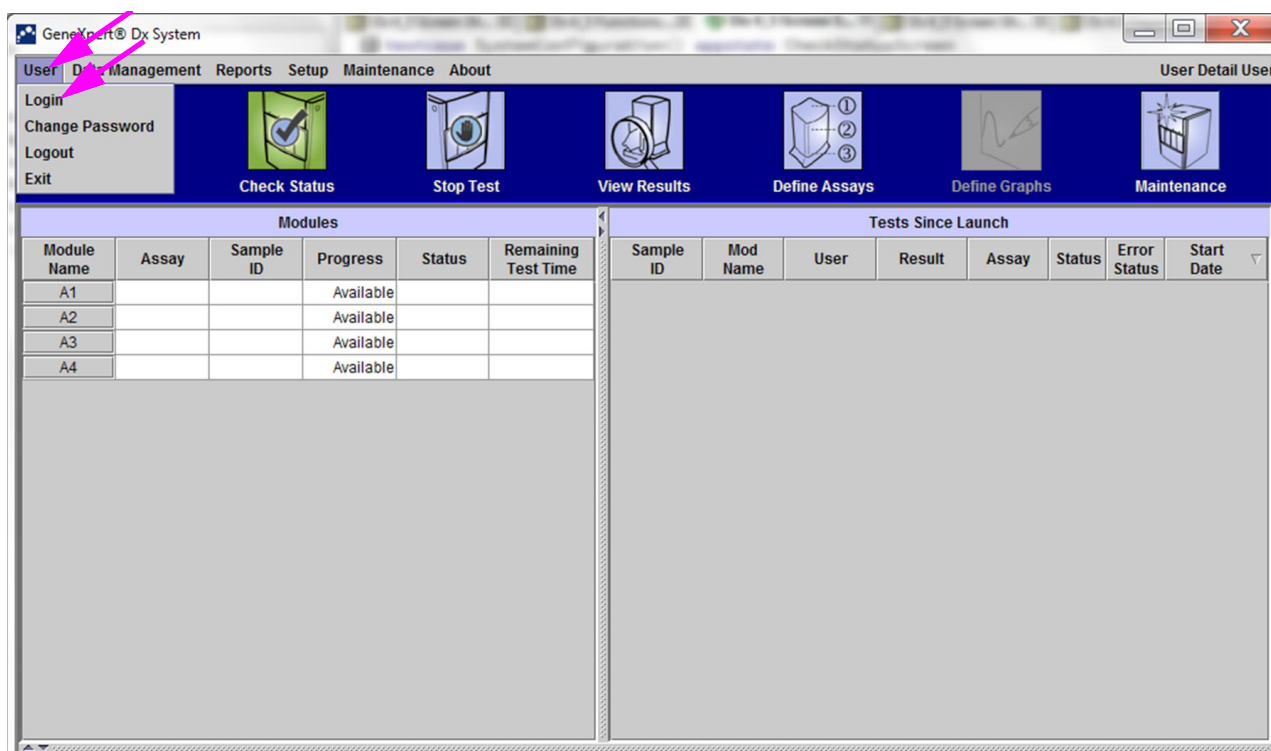 GeneXpert® Dx System
User Data Management Reports Setup Maintenance About User Detail User
Login
Change Password
Logout
Exit
Check Status Stop Test View Results Define Assays Define Graphs Maintenance
1
2
3
Modules Tests Since Launch
Module Name Assay Sample ID Progress Status Remaining Test Time Sample ID Mod Name User Result Assay Status Error Status Start Date
A1 Available
A2 Available
A3 Available
A4 Available